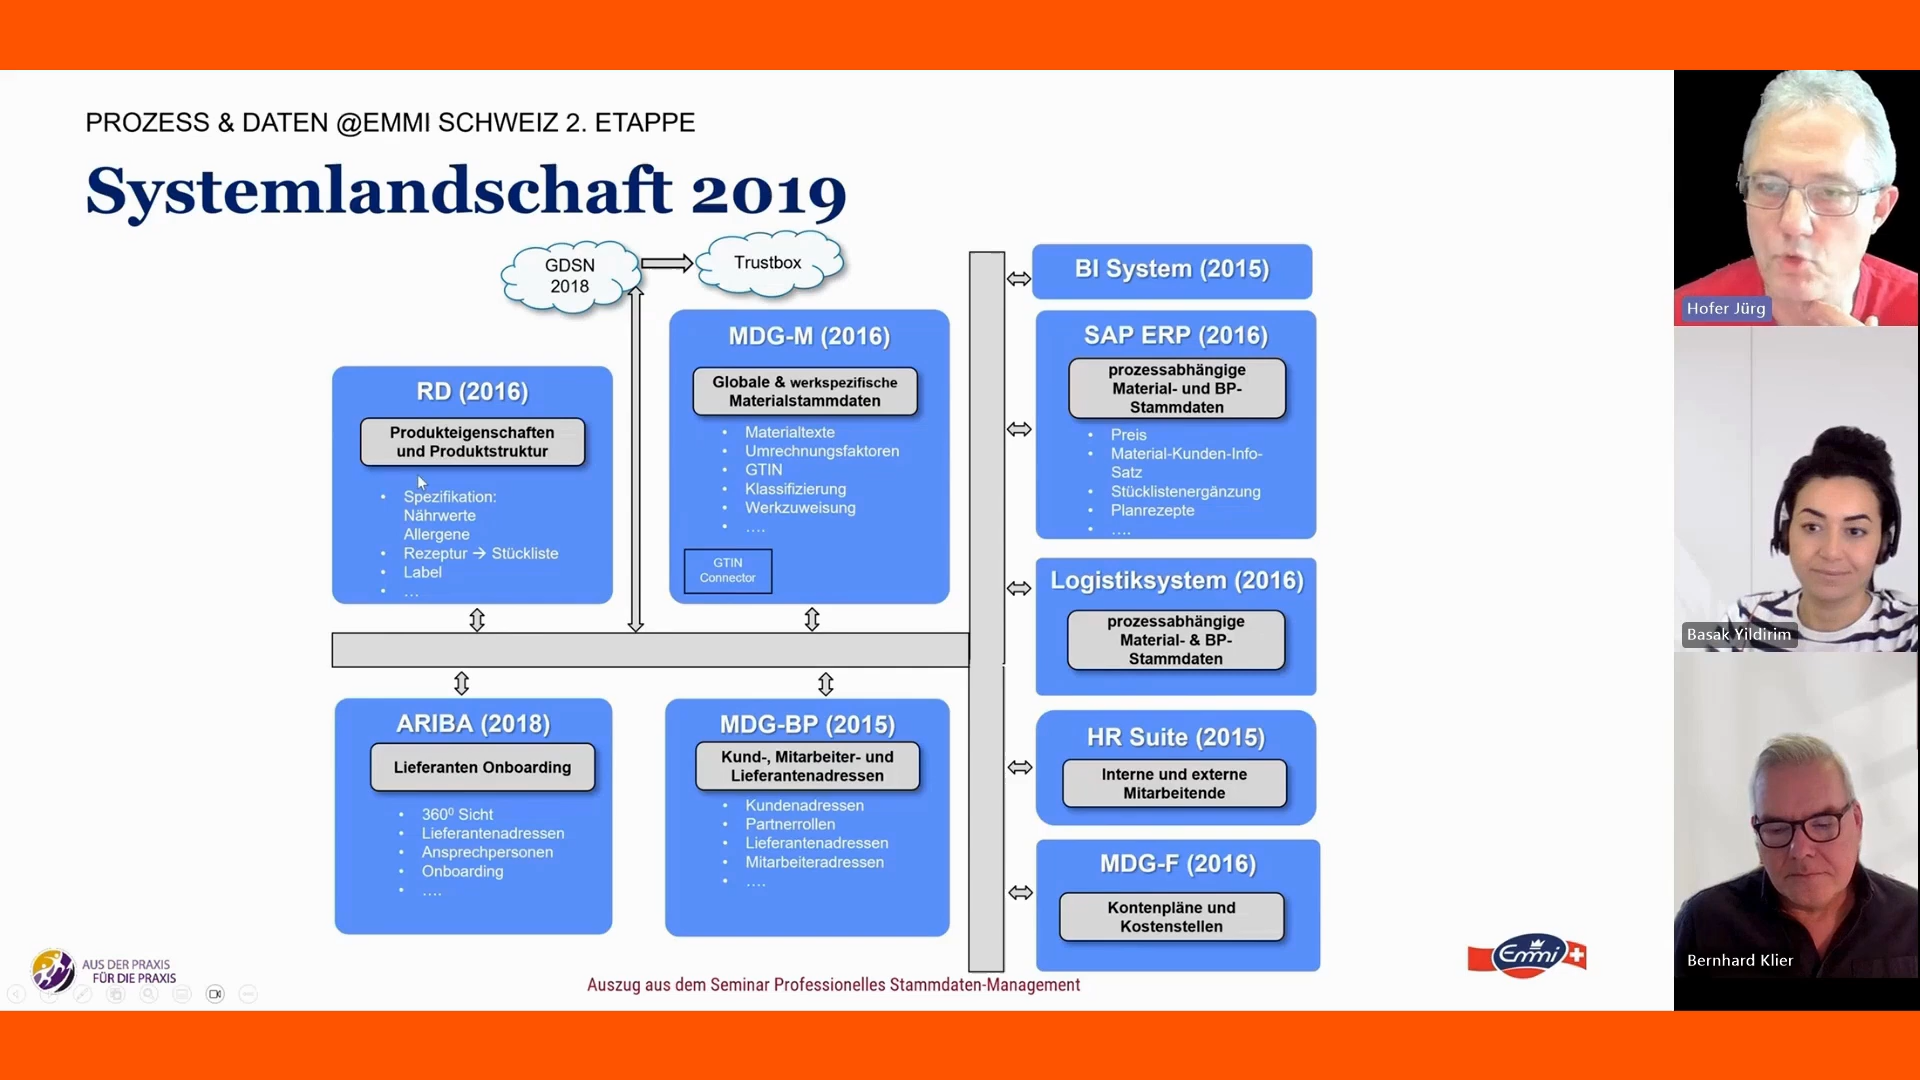 PROZESS & DATEN @EMMI SCHWEIZ 2. ETAPPE
Systemlandschaft 2019
GDSN
2018
Trustbox
RD (2016)
Produkteigenschaften
und Produktstruktur
• Spezifikation:
Nährwerte
Allergene
• Rezeptur → Stückliste
• Label
• ...
MDG-M (2016)
Globale & werkspezifische
Materialstammdaten
• Materialtexte
• Umrechnungsfaktoren
• GTIN
• Klassifizierung
• Werkzuweisung
• ....
GTIN
Connector
ARIBA (2018)
Lieferanten Onboarding
• 360⁰ Sicht
• Lieferantenadressen
• Ansprechpersonen
• Onboarding
• ....
MDG-BP (2015)
Kund-, Mitarbeiter- und
Lieferantenadressen
• Kundenadressen
• Partnerrollen
• Lieferantenadressen
• Mitarbeiteradressen
• ....
BI System (2015)
SAP ERP (2016)
prozessabhängige
Material- und BP-
Stammdaten
• Preis
• Material-Kunden-Info-
Satz
• Stücklistenergänzung
• Planrezepte
• ....
Logistiksystem (2016)
prozessabhängige
Material- & BP-
Stammdaten
HR Suite (2015)
Interne und externe
Mitarbeitende
MDG-F (2016)
Kontenpläne und
Kostenstellen
AUS DER PRAXIS
FÜR DIE PRAXIS
Auszug aus dem Seminar Professionelles Stammdaten-Management
Emmi
Hofer Jürg
Basak Yildirim
Bernhard Klier